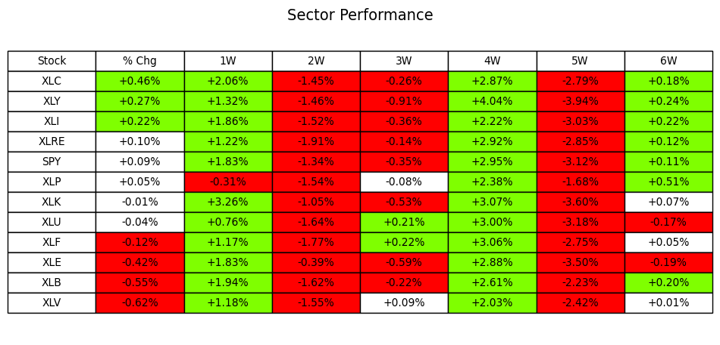 Sector Performance
Stock % Chg 1W 2W 3W 4W 5W 6W
XLC +0.46% +2.06% -1.45% -0.26% +2.87% -2.79% +0.18%
XLY +0.27% +1.32% -1.46% -0.91% +4.04% -3.94% +0.24%
XLI +0.22% +1.86% -1.52% -0.36% +2.22% -3.03% +0.22%
XLRE +0.10% +1.22% -1.91% -0.14% +2.92% -2.85% +0.12%
SPY +0.09% +1.83% -1.34% -0.35% +2.95% -3.12% +0.11%
XLP +0.05% -0.31% -1.54% -0.08% +2.38% -1.68% +0.51%
XLK -0.01% +3.26% -1.05% -0.53% +3.07% -3.60% +0.07%
XLU -0.04% +0.76% -1.64% +0.21% +3.00% -3.18% -0.17%
XLF -0.12% +1.17% -1.77% +0.22% +3.06% -2.75% +0.05%
XLE -0.42% +1.83% -0.39% -0.59% +2.88% -3.50% -0.19%
XLB -0.55% +1.94% -1.62% -0.22% +2.61% -2.23% +0.20%
XLV -0.62% +1.18% -1.55% +0.09% +2.03% -2.42% +0.01%